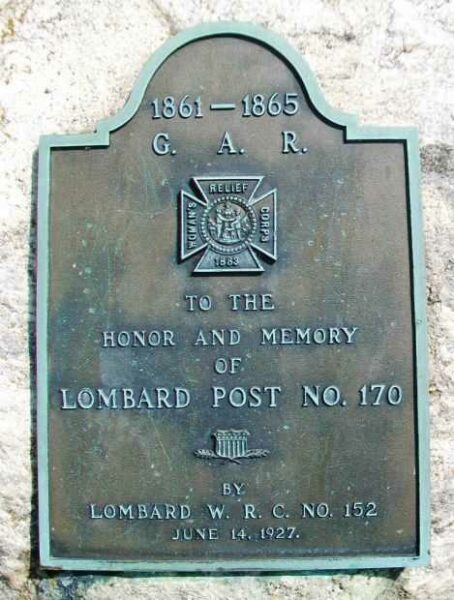 1861 — 1865
G. A. R.
WOMAN'S
RELIEF
CORPS
1883
TO THE
HONOR AND MEMORY
OF
LOMBARD POST NO. 170
BY
LOMBARD W. R. C. NO. 152
JUNE 14, 1927.